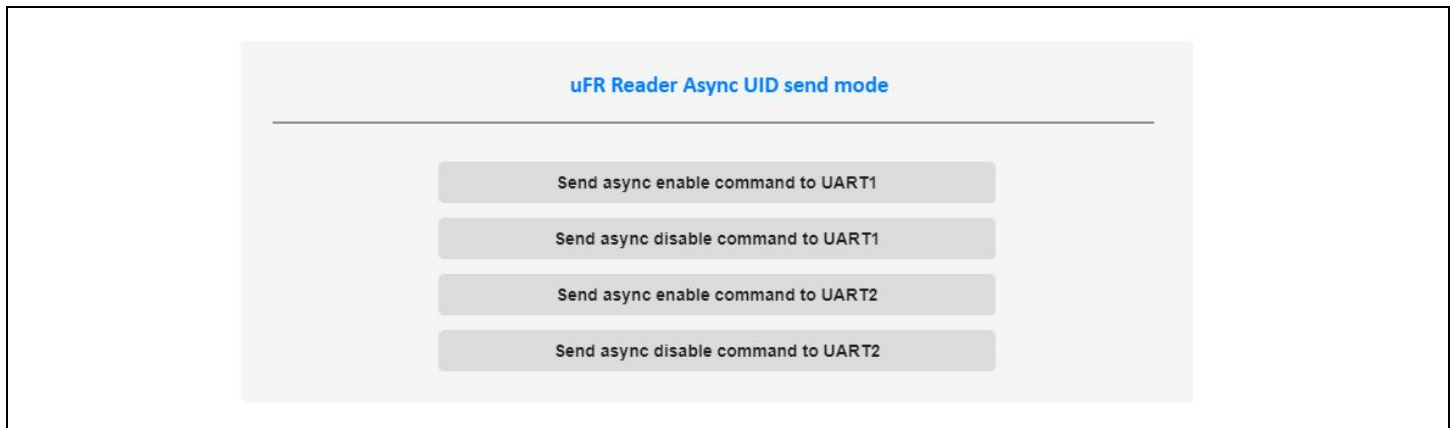 uFR Reader Async UID send mode
Send async enable command to UART1
Send async disable command to UART1
Send async enable command to UART2
Send async disable command to UART2